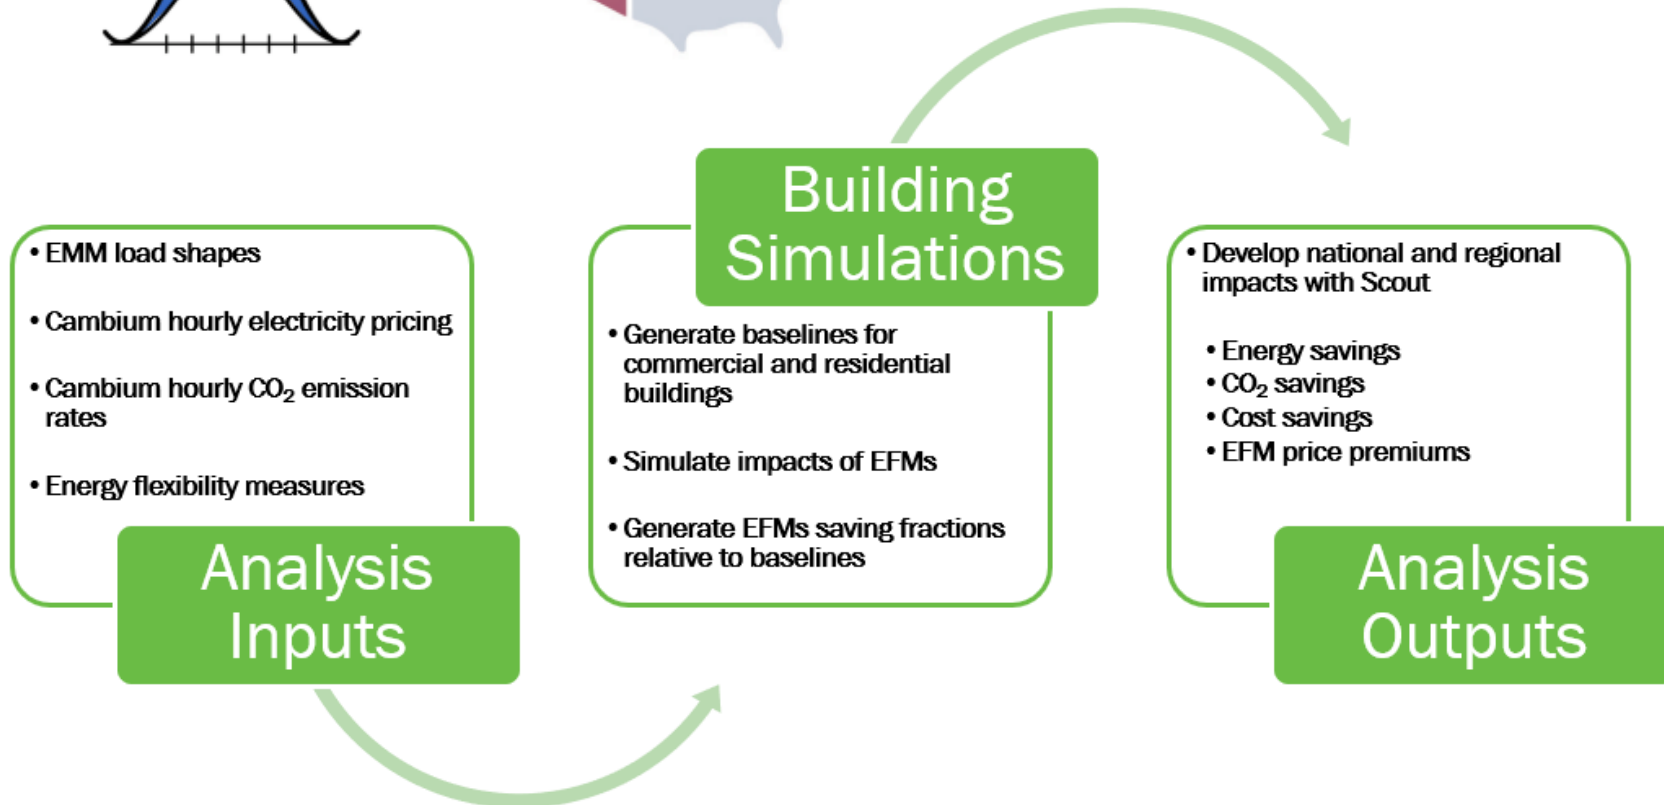 • EMM load shapes
• Cambium hourly electricity pricing
• Cambium hourly CO₂ emission
rates
• Energy flexibility measures
Analysis
Inputs
Building
Simulations
• Generate baselines for
commercial and residential
buildings
• Simulate impacts of EFMs
• Generate EFMs saving fractions
relative to baselines
• Develop national and regional
impacts with Scout
• Energy savings
• CO₂ savings
• Cost savings
• EFM price premiums
Analysis
Outputs